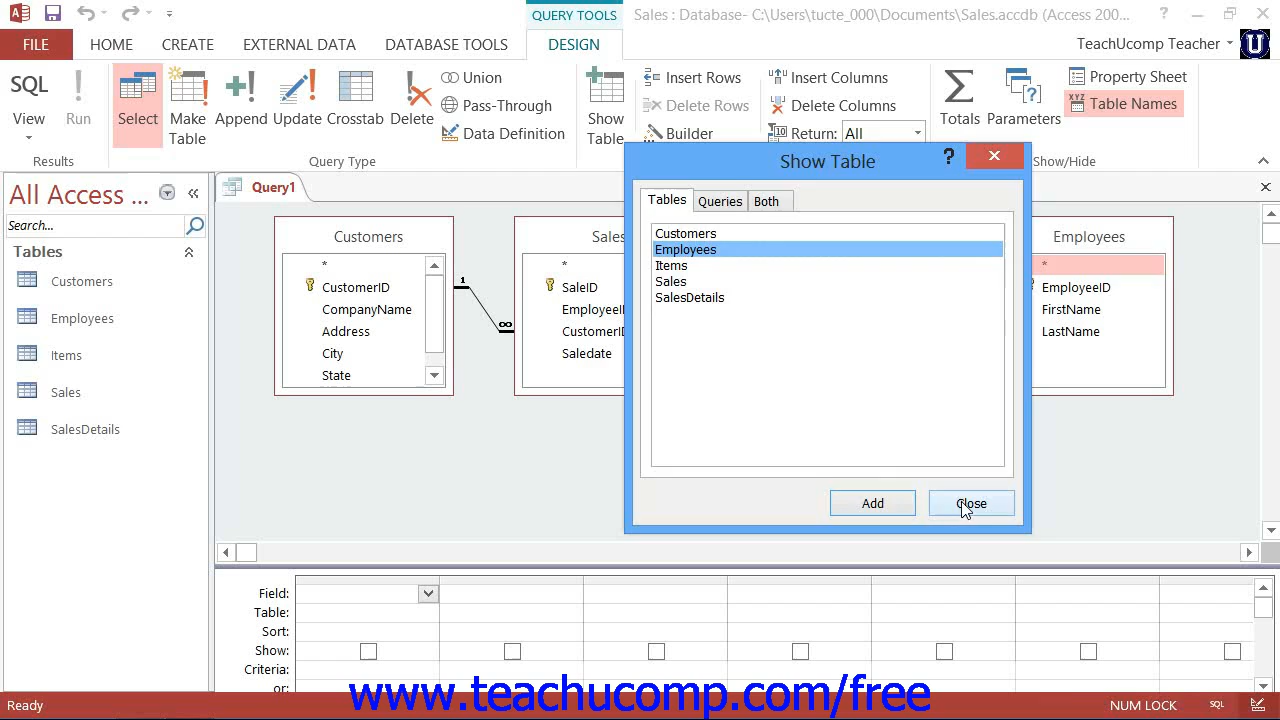 QUERY TOOLS
Sales : Database- C:\Users\tucte_000\Documents\Sales.accdb (Access 200...
FILE HOME CREATE EXTERNAL DATA DATABASE TOOLS DESIGN TeachUcomp Teacher
SQL
View
Run
Select
Make
Table
Append
Update
Crosstab
Delete
Union
Pass-Through
Data Definition
Show
Table
Insert Rows
Delete Rows
Builder
Insert Columns
Delete Columns
Return: All
Totals
Parameters
Property Sheet
XYZ Table Names
Results
Query Type
Show/Hide
All Access ...
Search...
Tables
Customers
Employees
Items
Sales
SalesDetails
Query1
Customers
*
CustomerID
CompanyName
Address
City
State
1
∞
*
SaleID
CustomerID
Saledate
Show Table
?
Tables Queries Both
Customers
Employees
Items
Sales
SalesDetails
Add
Close
Employees
*
EmployeeID
FirstName
LastName
Field:
Table:
Sort:
Show:
Criteria:
or:
www.teachucomp.com/free
Ready
NUM LOCK
SQL